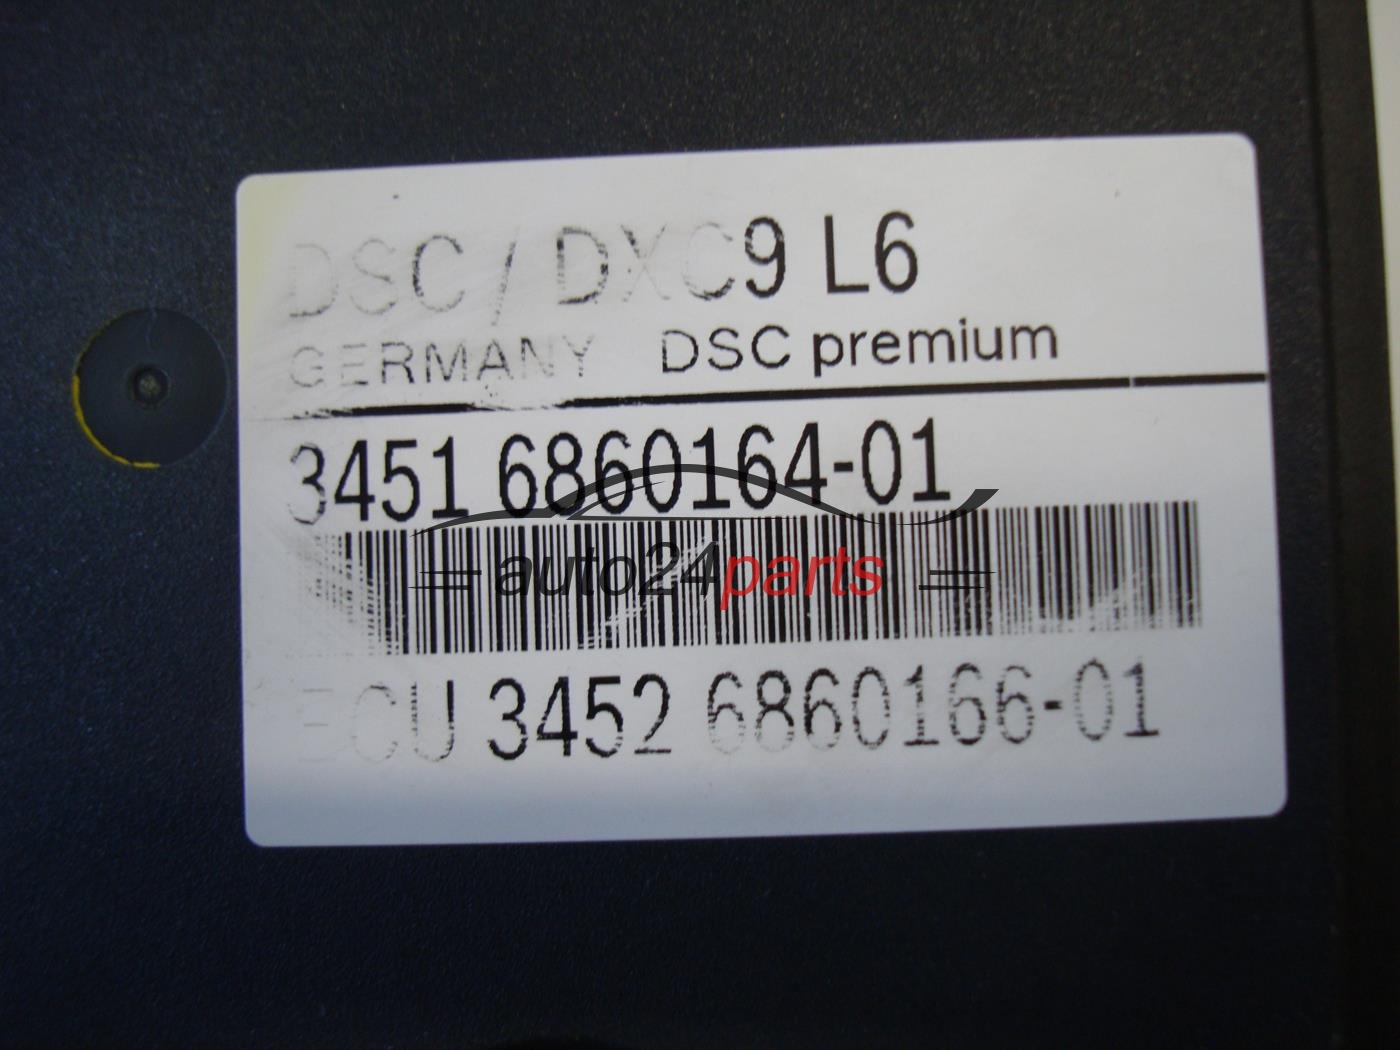 DSC / DXC9 L6
GERMANY DSC premium
3451 6860164-01
auto24parts
ECU 3452 6860166-01